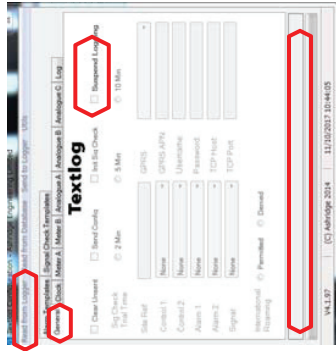 Read from Logger Read from Database Send to Logger Utils
Templates Signal Check Templates
General Clock Meter A Meter B Analogue A Analogue B Analogue C Log
Textlog
Clear Unsent Send Config Init Sig Check Suspend Logging
Sig Check
Trial Time
2 Min 5 Min 10 Min
Site Ref GPRS
Control 1 None GPRS APN
Control 2 None Username
Alarm 1 None Password
Alarm 2 None TCP Host
Signal None TCP Port
International
Roaming
Permitted Denied
V4.1.97 (C) Ashridge 2014 11/10/2017 10:44:05